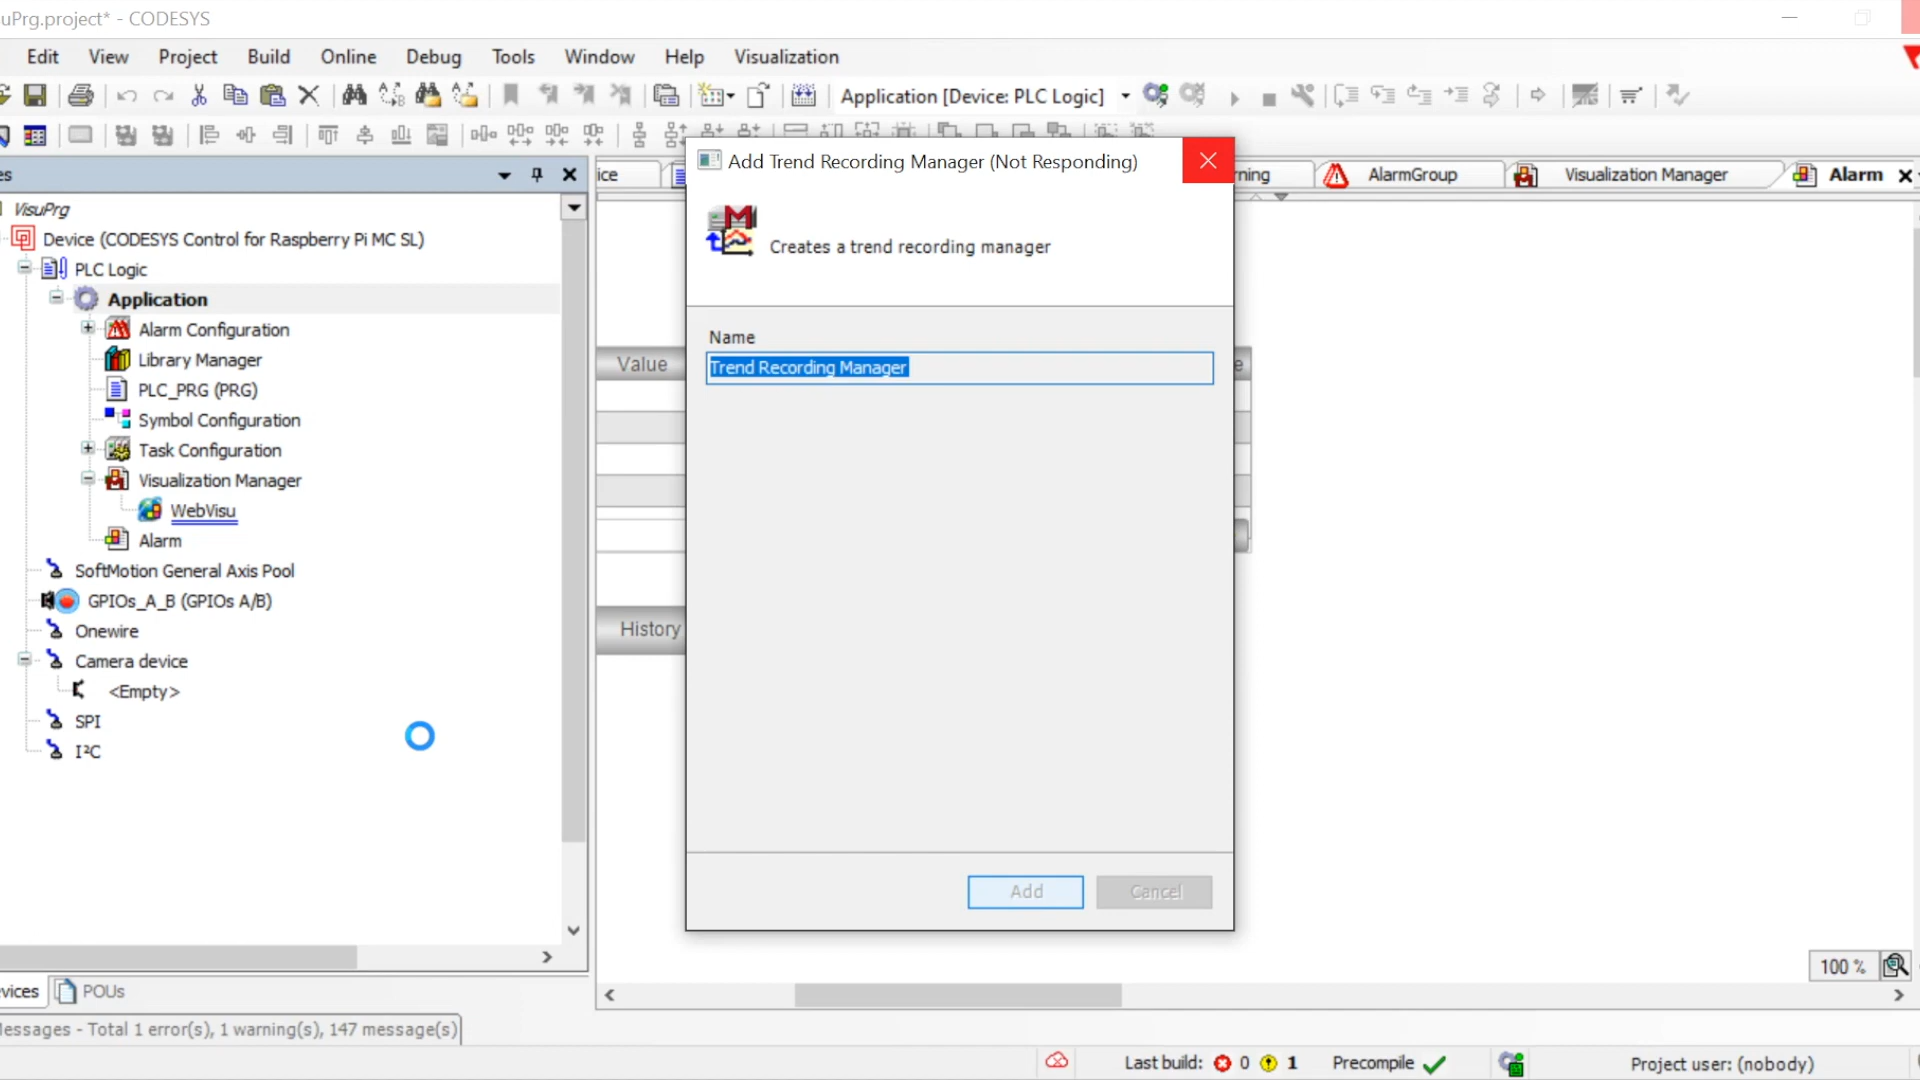 uPrg.project* - CODESYS
Edit View Project Build Online Debug Tools Window Help Visualization
Application [Device: PLC Logic]
es
ice
rning
AlarmGroup
Visualization Manager
Alarm
Add Trend Recording Manager (Not Responding)
Creates a trend recording manager
Name
Trend Recording Manager
Add
Cancel
VisuPrg
Device (CODESYS Control for Raspberry Pi MC SL)
PLC Logic
Application
Alarm Configuration
Library Manager
PLC_PRG (PRG)
Symbol Configuration
Task Configuration
Visualization Manager
WebVisu
Alarm
SoftMotion General Axis Pool
GPIOs_A_B (GPIOs A/B)
Onewire
Camera device
<Empty>
SPI
I²C
Value
e
History
100 %
vices
POUs
lessages - Total 1 error(s), 1 warning(s), 147 message(s)
Last build: 0 1 Precompile
Project user: (nobody)